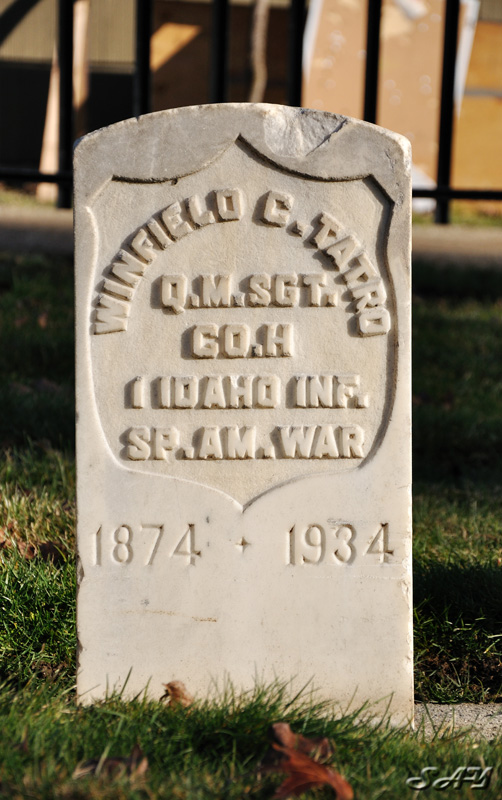 WINFIELD C. TATRO
Q.M.SGT.
CO.H
1 IDAHO INF.
SP.AM.WAR
1874 + 1934
SAY